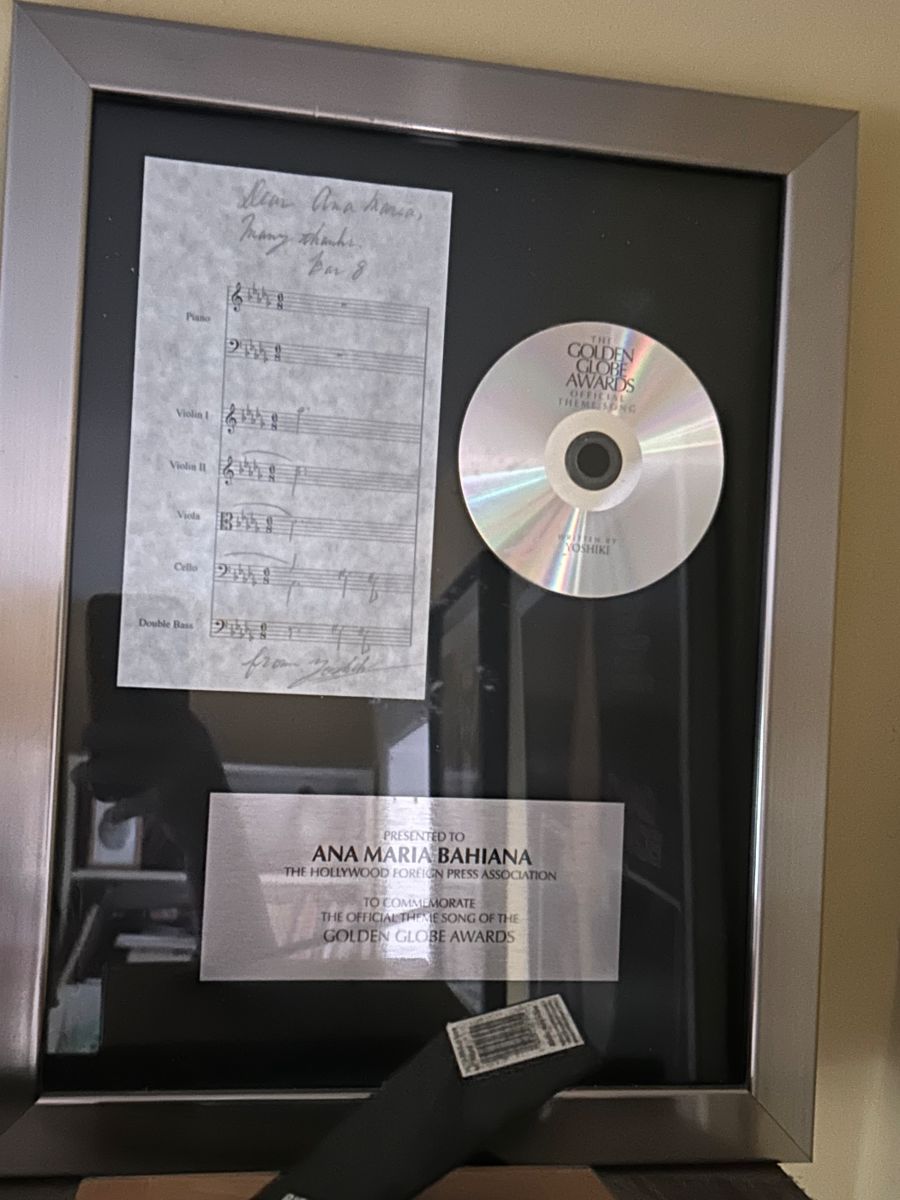 Dear Ana Maria,
Many thanks.
Bar 8
Piano
Violin I
Violin II
Viola
Cello
Double Bass
from Yoshiki
THE
GOLDEN
GLOBE
AWARDS
OFFICIAL
THEME SONG
WRITTEN BY
YOSHIKI
PRESENTED TO
ANA MARIA BAHIANA
THE HOLLYWOOD FOREIGN PRESS ASSOCIATION
TO COMMEMORATE
THE OFFICIAL THEME SONG OF THE
GOLDEN GLOBE AWARDS